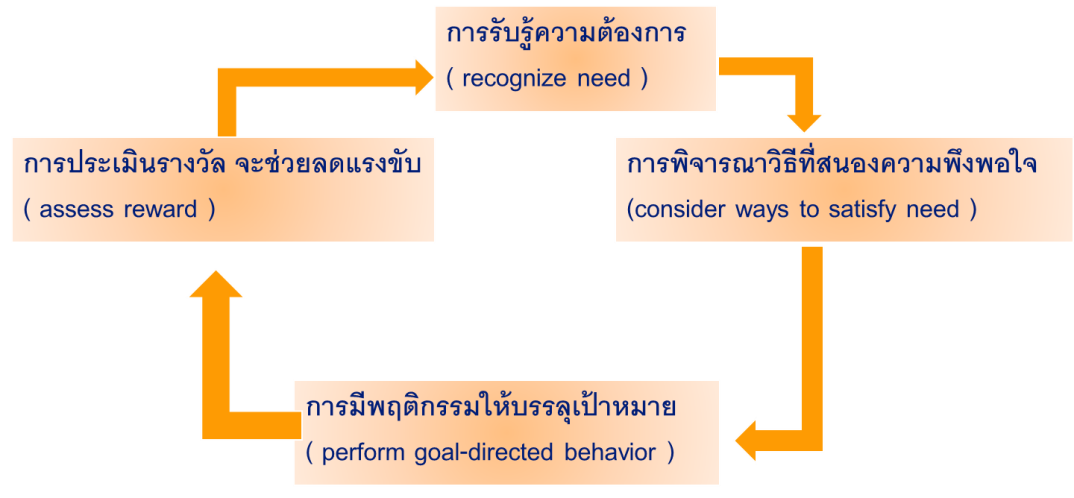 การรับรู้ความต้องการ
( recognize need )
การประเมินรางวัล จะช่วยลดแรงขับ
( assess reward )
การพิจารณาวิธีที่สนองความพึงพอใจ
(consider ways to satisfy need )
การมีพฤติกรรมให้บรรลุเป้าหมาย
( perform goal-directed behavior )